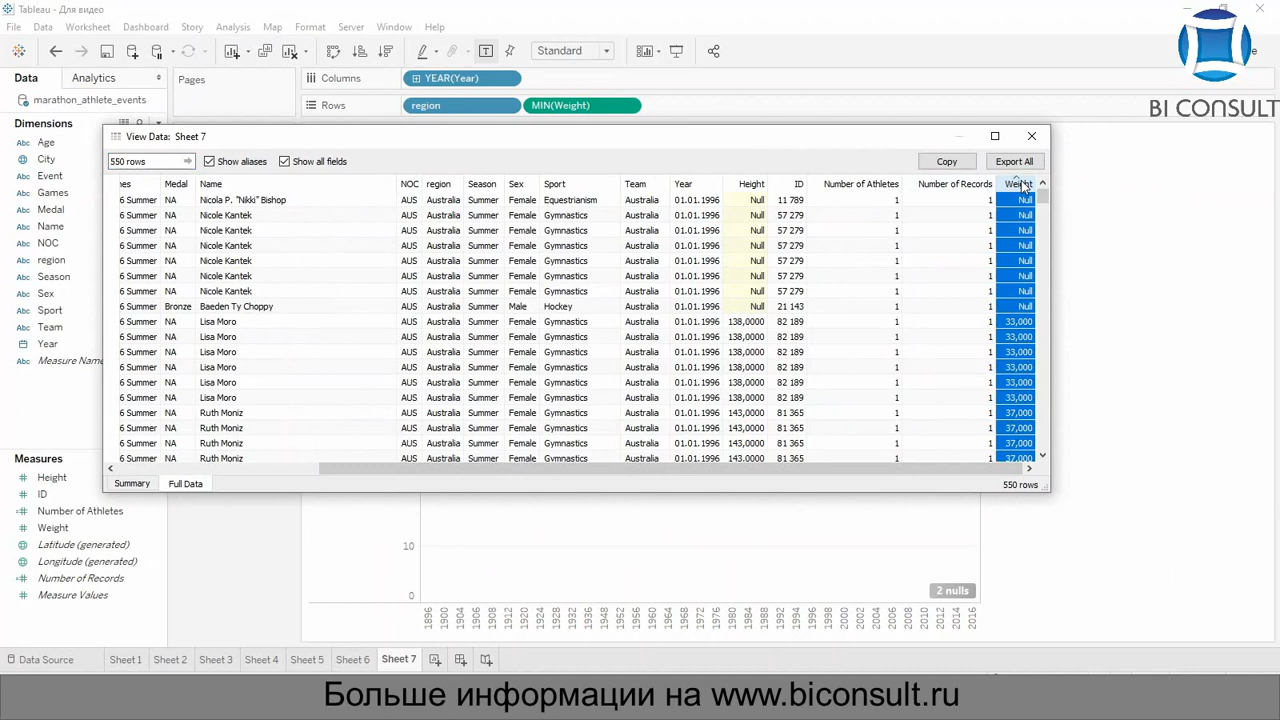 Tableau - Для видео
File Data Worksheet Dashboard Story Analysis Map Format Server Window Help
Standard
Data Analytics
Pages
Columns YEAR(Year)
Rows region MIN(Weight)
BI CONSULT
marathon_athlete_events
Dimensions
Abc Age
City
Abc Event
Abc Games
Abc Medal
Abc Name
Abc NOC
Abc region
Abc Season
Abc Sex
Abc Sport
Abc Team
Year
Abc Measure Name
Measures
Height
ID
Number of Athletes
Weight
Latitude (generated)
Longitude (generated)
Number of Records
Measure Values
View Data: Sheet 7
550 rows Show aliases Show all fields Copy Export All
nes Medal Name NOC region Season Sex Sport Team Year Height ID Number of Athletes Number of Records Weight
6 Summer NA Nicola P. "Nikki" Bishop AUS Australia Summer Female Equestrianism Australia 01.01.1996 Null 11 789 1 1 Null
6 Summer NA Nicole Kantek AUS Australia Summer Female Gymnastics Australia 01.01.1996 Null 57 279 1 1 Null
6 Summer NA Nicole Kantek AUS Australia Summer Female Gymnastics Australia 01.01.1996 Null 57 279 1 1 Null
6 Summer NA Nicole Kantek AUS Australia Summer Female Gymnastics Australia 01.01.1996 Null 57 279 1 1 Null
6 Summer NA Nicole Kantek AUS Australia Summer Female Gymnastics Australia 01.01.1996 Null 57 279 1 1 Null
6 Summer NA Nicole Kantek AUS Australia Summer Female Gymnastics Australia 01.01.1996 Null 57 279 1 1 Null
6 Summer NA Nicole Kantek AUS Australia Summer Female Gymnastics Australia 01.01.1996 Null 57 279 1 1 Null
6 Summer Bronze Baeden Ty Choppy AUS Australia Summer Male Hockey Australia 01.01.1996 Null 21 143 1 1 Null
6 Summer NA Lisa Moro AUS Australia Summer Female Gymnastics Australia 01.01.1996 138,0000 82 189 1 1 33,000
6 Summer NA Lisa Moro AUS Australia Summer Female Gymnastics Australia 01.01.1996 138,0000 82 189 1 1 33,000
6 Summer NA Lisa Moro AUS Australia Summer Female Gymnastics Australia 01.01.1996 138,0000 82 189 1 1 33,000
6 Summer NA Lisa Moro AUS Australia Summer Female Gymnastics Australia 01.01.1996 138,0000 82 189 1 1 33,000
6 Summer NA Lisa Moro AUS Australia Summer Female Gymnastics Australia 01.01.1996 138,0000 82 189 1 1 33,000
6 Summer NA Lisa Moro AUS Australia Summer Female Gymnastics Australia 01.01.1996 138,0000 82 189 1 1 33,000
6 Summer NA Ruth Moniz AUS Australia Summer Female Gymnastics Australia 01.01.1996 143,0000 81 365 1 1 37,000
6 Summer NA Ruth Moniz AUS Australia Summer Female Gymnastics Australia 01.01.1996 143,0000 81 365 1 1 37,000
6 Summer NA Ruth Moniz AUS Australia Summer Female Gymnastics Australia 01.01.1996 143,0000 81 365 1 1 37,000
6 Summer NA Ruth Moniz AUS Australia Summer Female Gymnastics Australia 01.01.1996 143,0000 81 365 1 1 37,000
Summary Full Data 550 rows
10
0
2 nulls
1896 1900 1904 1908 1912 1916 1920 1924 1928 1932 1936 1940 1944 1948 1952 1956 1960 1964 1968 1972 1976 1980 1984 1988 1992 1994 1996 1998 2000 2002 2004 2006 2008 2010 2012 2014 2016
Data Source Sheet 1 Sheet 2 Sheet 3 Sheet 4 Sheet 5 Sheet 6 Sheet 7
Больше информации на www.biconsult.ru